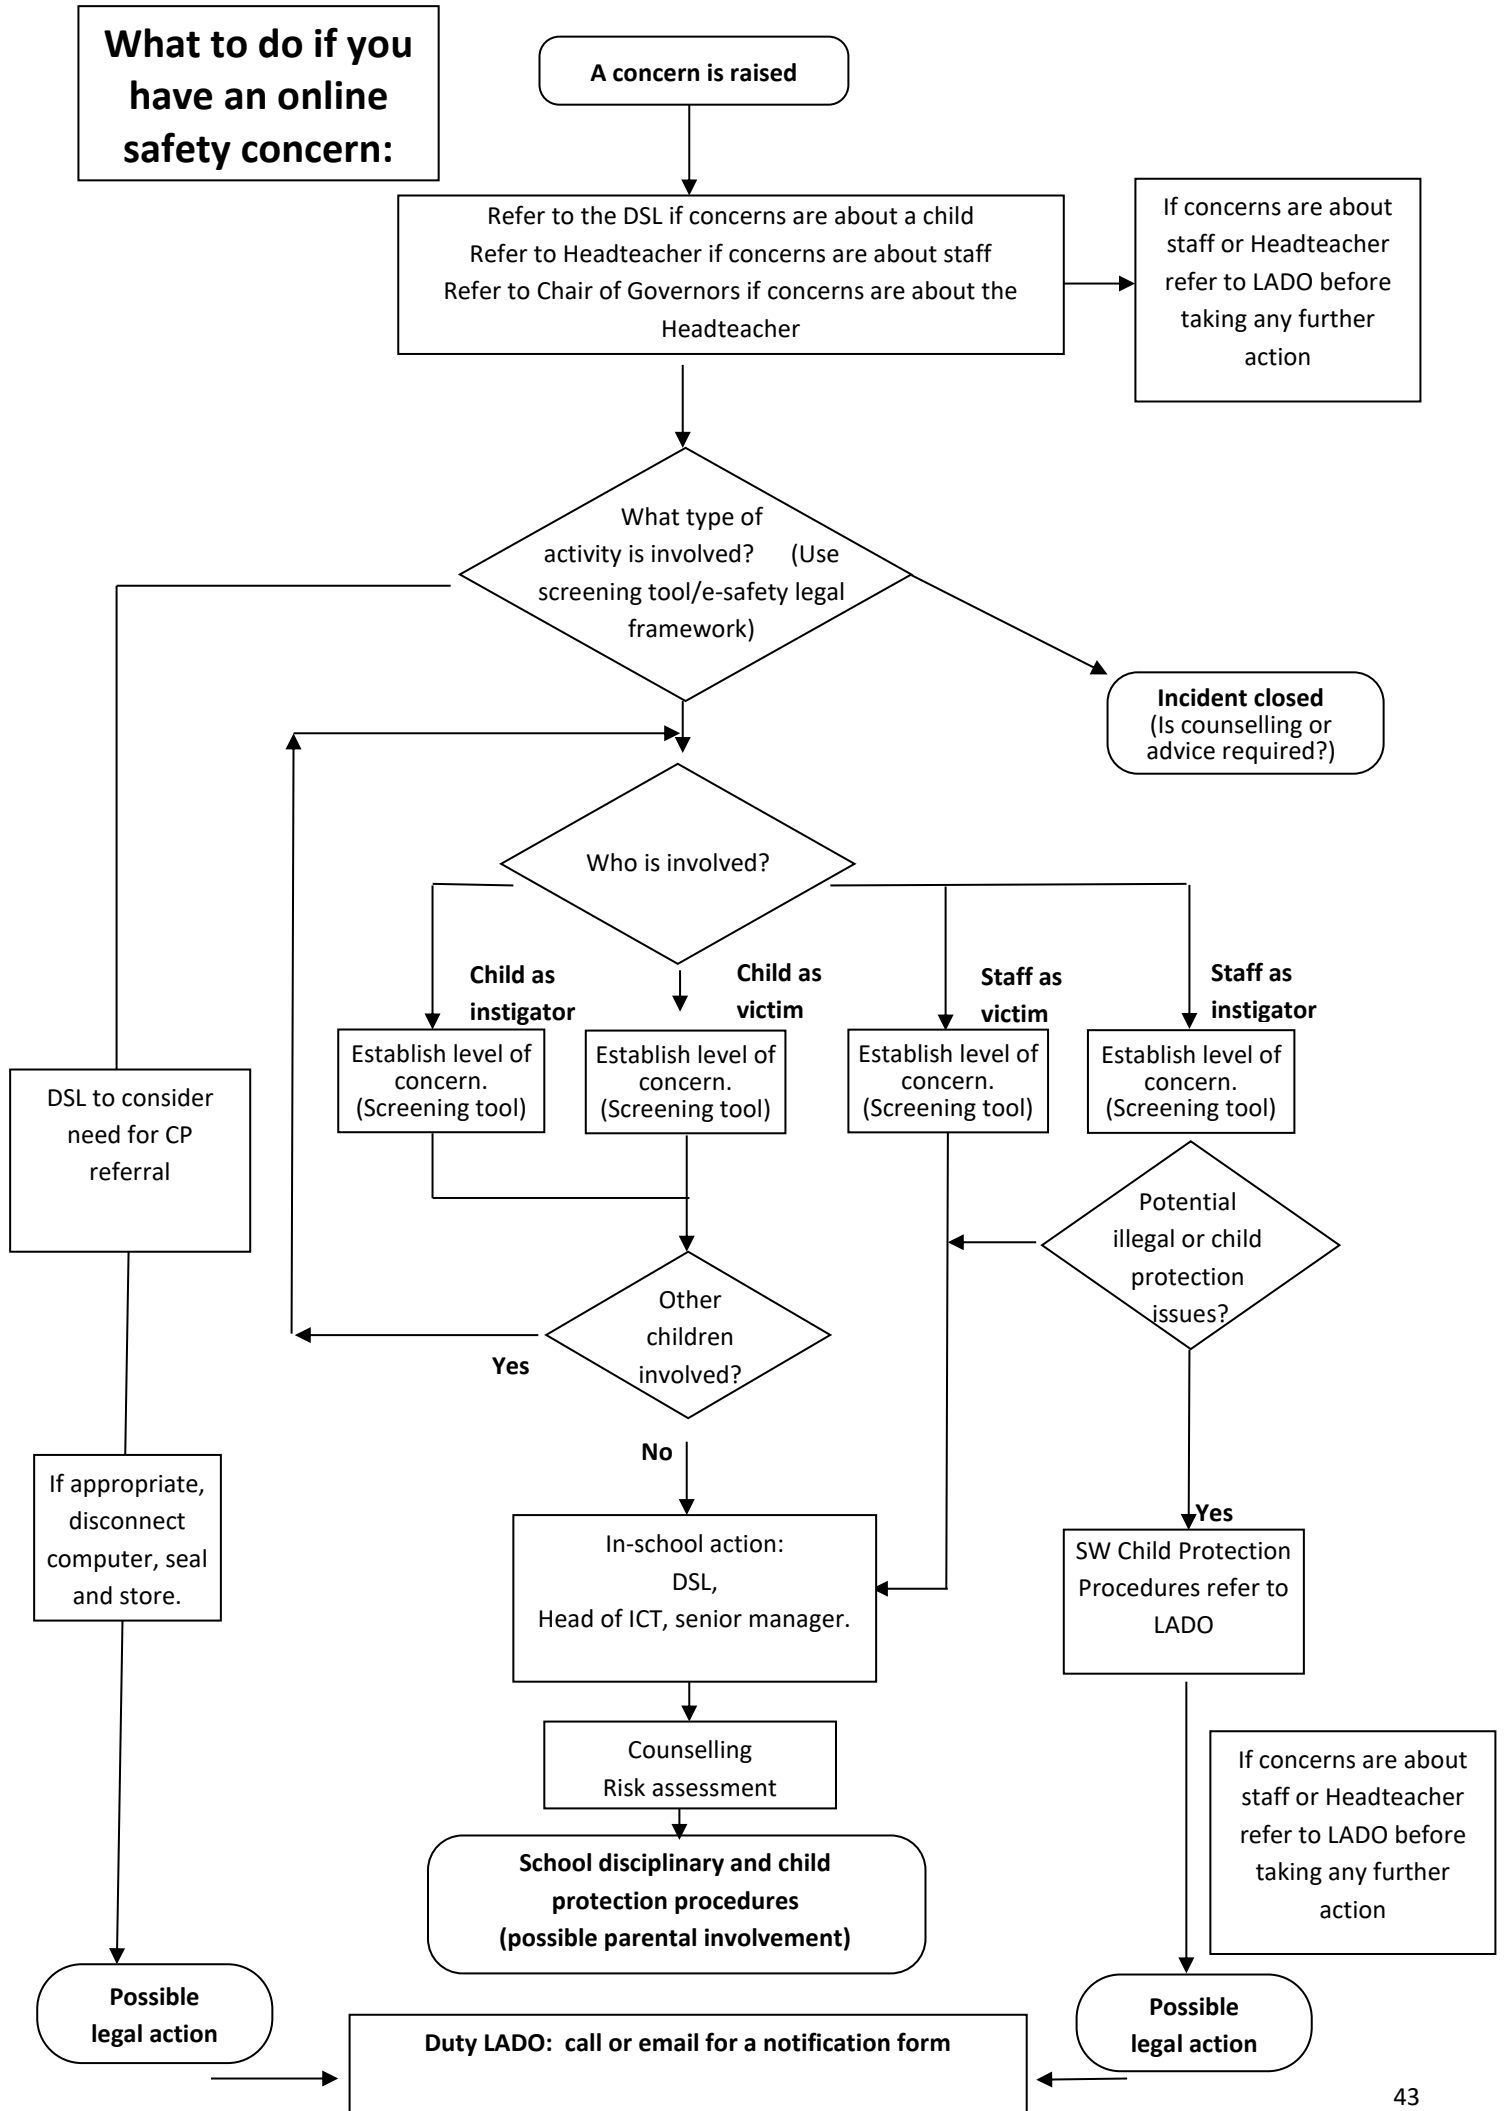 What to do if you
have an online
safety concern:
A concern is raised
Refer to the DSL if concerns are about a child
Refer to Headteacher if concerns are about staff
Refer to Chair of Governors if concerns are about the
Headteacher
If concerns are about
staff or Headteacher
refer to LADO before
taking any further
action
What type of
activity is involved? (Use
screening tool/e-safety legal
framework)
Incident closed
(Is counselling or
advice required?)
Who is involved?
Child as
instigator
Child as
victim
Staff as
victim
Staff as
instigator
Establish level of
concern.
(Screening tool)
Establish level of
concern.
(Screening tool)
Establish level of
concern.
(Screening tool)
Establish level of
concern.
(Screening tool)
DSL to consider
need for CP
referral
Potential
illegal or child
protection
issues?
Other
children
involved?
Yes
No
If appropriate,
disconnect
computer, seal
and store.
In-school action:
DSL,
Head of ICT, senior manager.
Yes
SW Child Protection
Procedures refer to
LADO
Counselling
Risk assessment
If concerns are about
staff or Headteacher
refer to LADO before
taking any further
action
School disciplinary and child
protection procedures
(possible parental involvement)
Possible
legal action
Possible
legal action
Duty LADO: call or email for a notification form
43